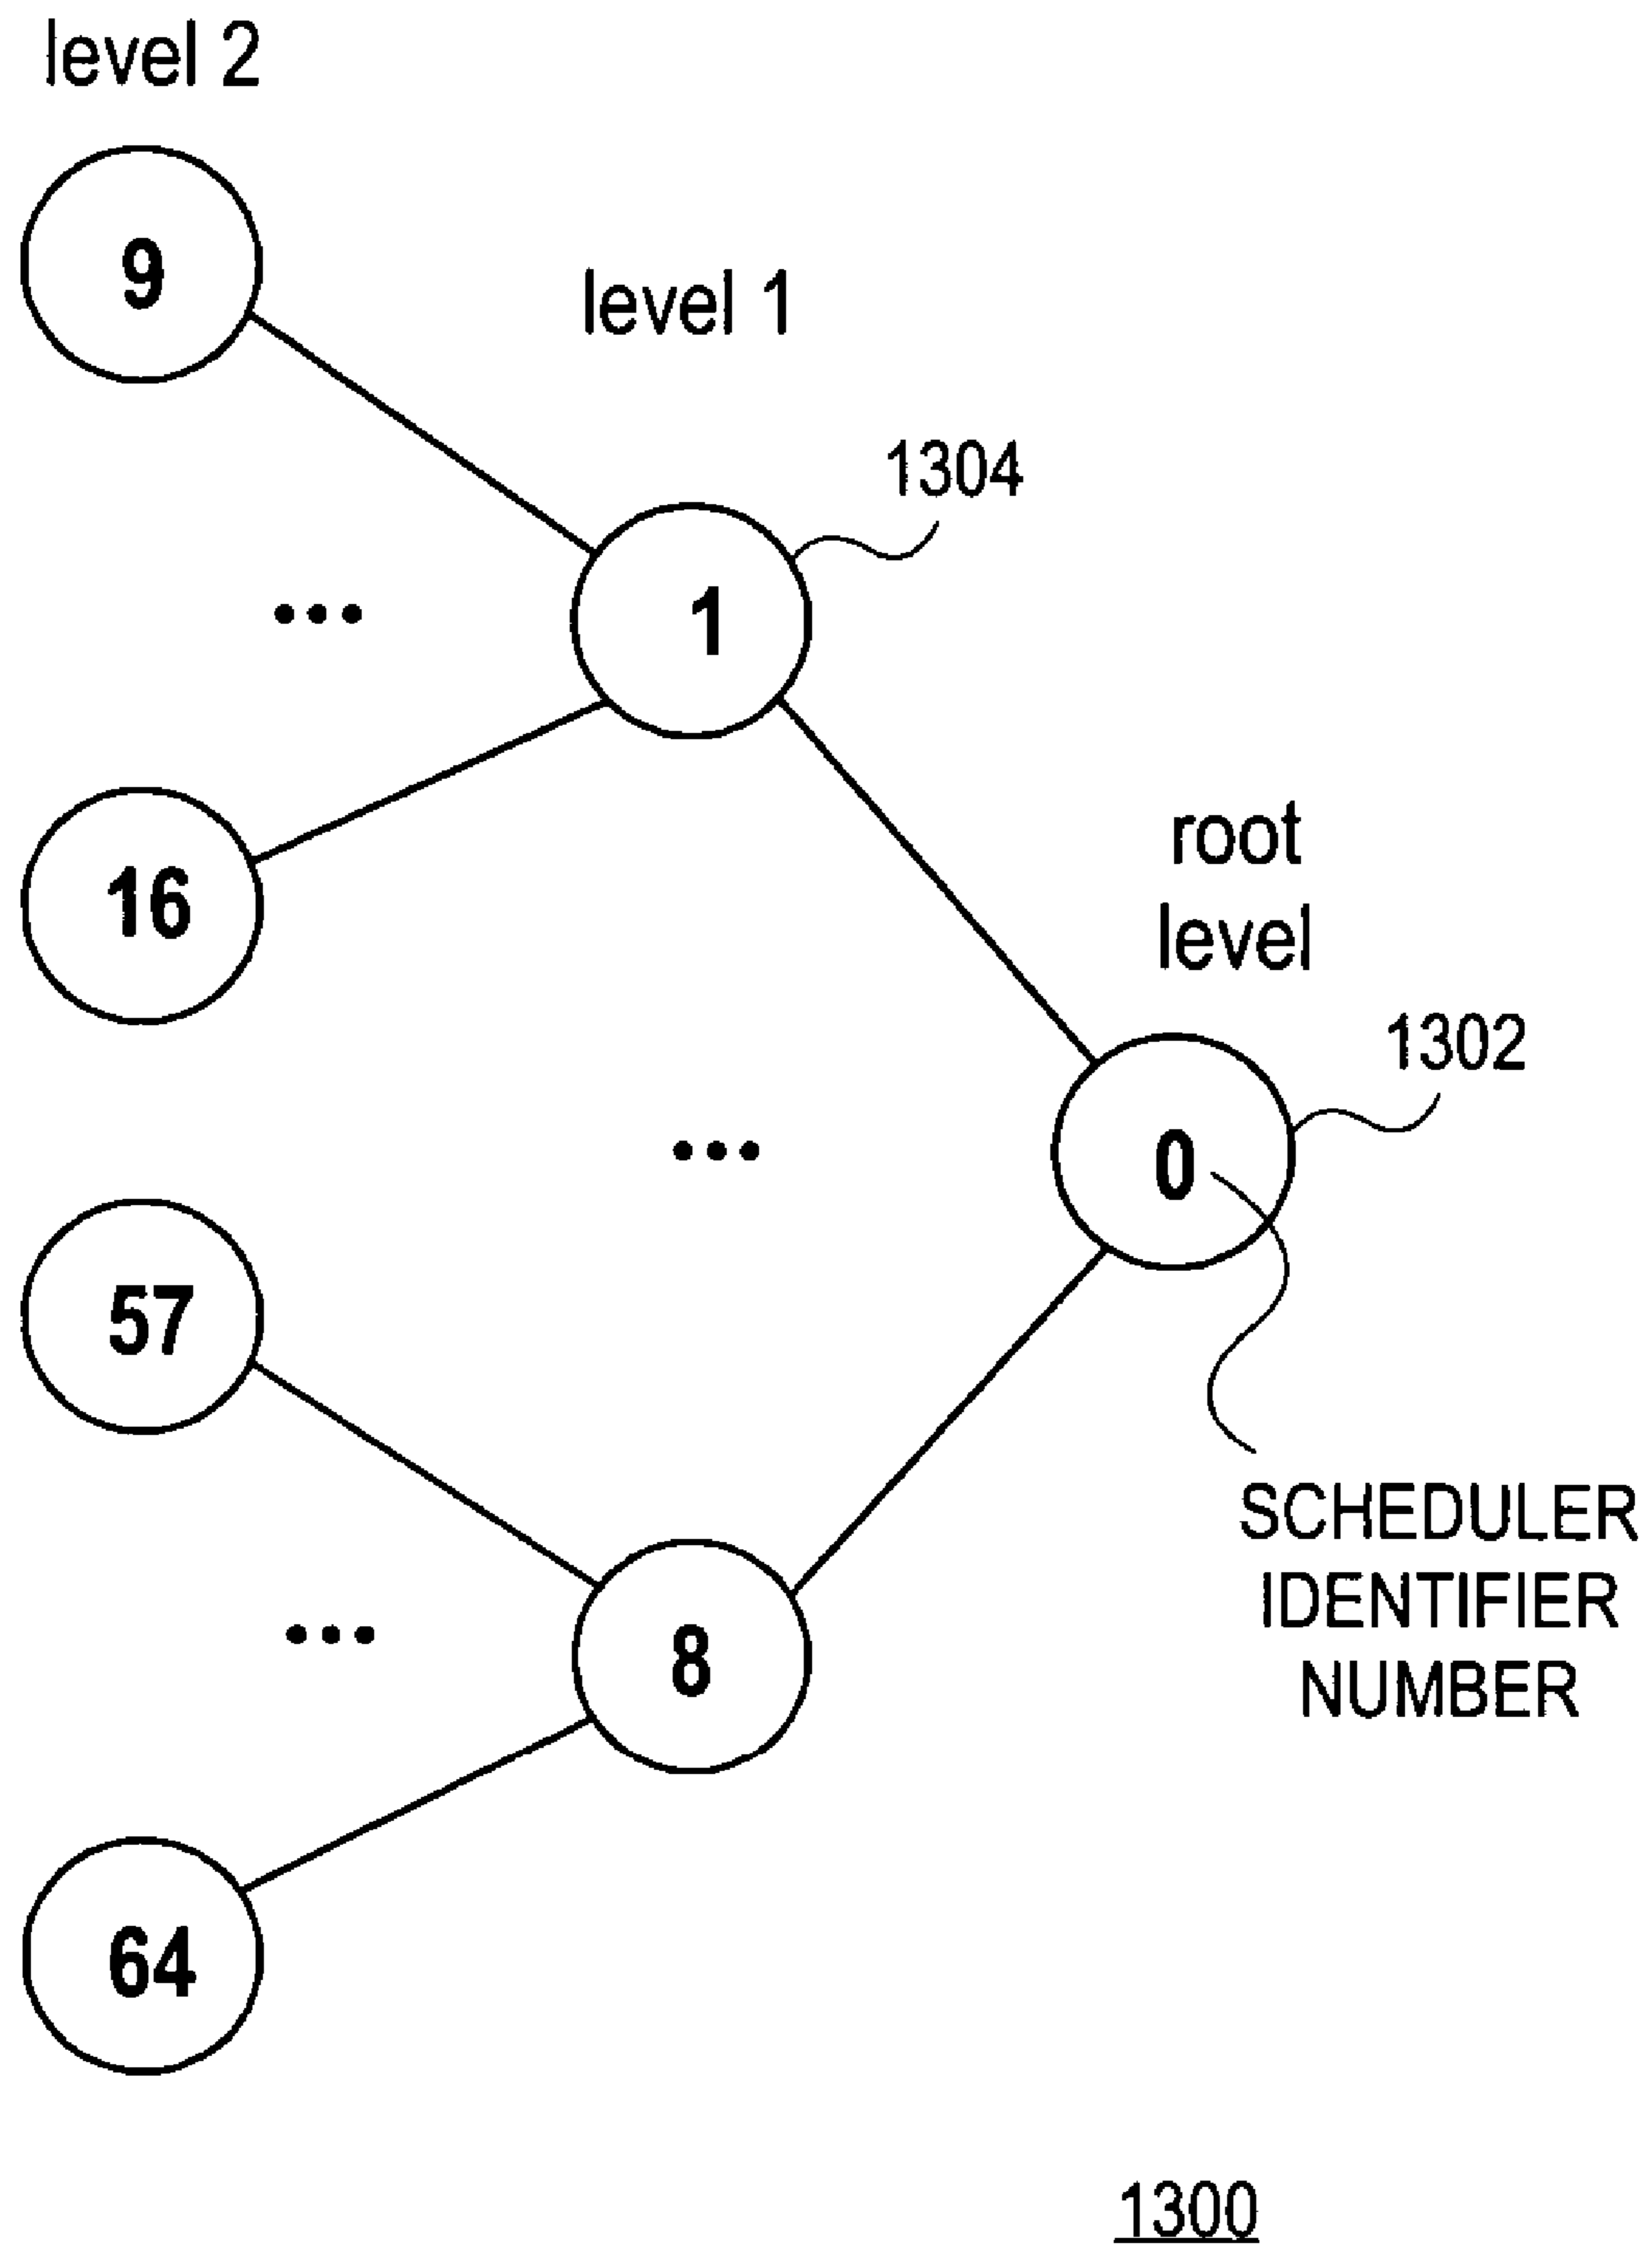 level 2
9
level 1
1304
1
16
root
level
1302
0
57
SCHEDULER
IDENTIFIER
NUMBER
8
64
1300